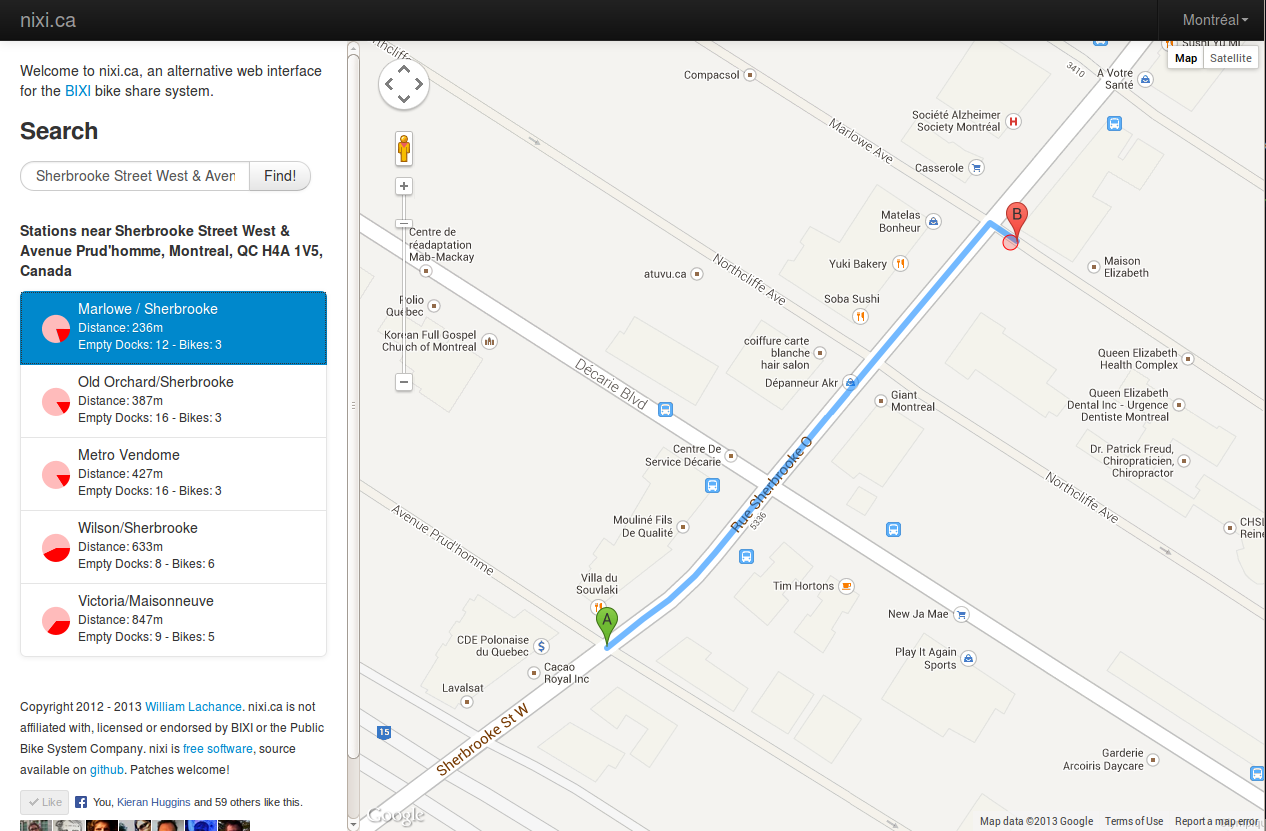 nixi.ca
Montréal
Welcome to nixi.ca, an alternative web interface
for the BIXI bike share system.
Search
Sherbrooke Street West & Aven
Find!
Stations near Sherbrooke Street West &
Avenue Prud'homme, Montreal, QC H4A 1V5,
Canada
Marlowe / Sherbrooke
Distance: 236m
Empty Docks: 12 - Bikes: 3
Old Orchard/Sherbrooke
Distance: 387m
Empty Docks: 16 - Bikes: 3
Metro Vendome
Distance: 427m
Empty Docks: 16 - Bikes: 3
Wilson/Sherbrooke
Distance: 633m
Empty Docks: 8 - Bikes: 6
Victoria/Maisonneuve
Distance: 847m
Empty Docks: 9 - Bikes: 5
Copyright 2012 - 2013 William Lachance. nixi.ca is not
affiliated with, licensed or endorsed by BIXI or the Public
Bike System Company. nixi is free software, source
available on github. Patches welcome!
Like
You, Kieran Huggins and 59 others like this.
Northcliffe
Sushi Yu Mi
Map
Satellite
Compacsol
3410
A Votre
Santé
Société Alzheimer
Society Montréal
H
Marlowe Ave
Casserole
B
Matelas
Bonheur
Centre de
réadaptation
Mab-Mackay
Yuki Bakery
Maison
Elizabeth
atuvu.ca
Northcliffe Ave
Polio
Québec
Soba Sushi
Korean Full Gospel
Church of Montreal
coiffure carte
blanche
hair salon
Queen Elizabeth
Health Complex
Décarie Blvd
Dépanneur Akr
Giant
Montreal
Queen Elizabeth
Dental Inc - Urgence
Dentiste Montreal
Centre De
Service Décarie
Rue Sherbrooke O
5336
Dr. Patrick Freud,
Chiropraticien,
Chiropractor
Northcliffe Ave
Avenue Prud'homme
Mouliné Fils
De Qualité
CHSL
Reine
Villa du
Souvlaki
Tim Hortons
A
New Ja Mae
CDE Polonaise
du Quebec
$
Play It Again
Sports
Cacao
Royal Inc
Lavalsat
15
Sherbrooke St W
Garderie
Arcoiris Daycare
Google
Map data ©2013 Google
Terms of Use
Report a map error